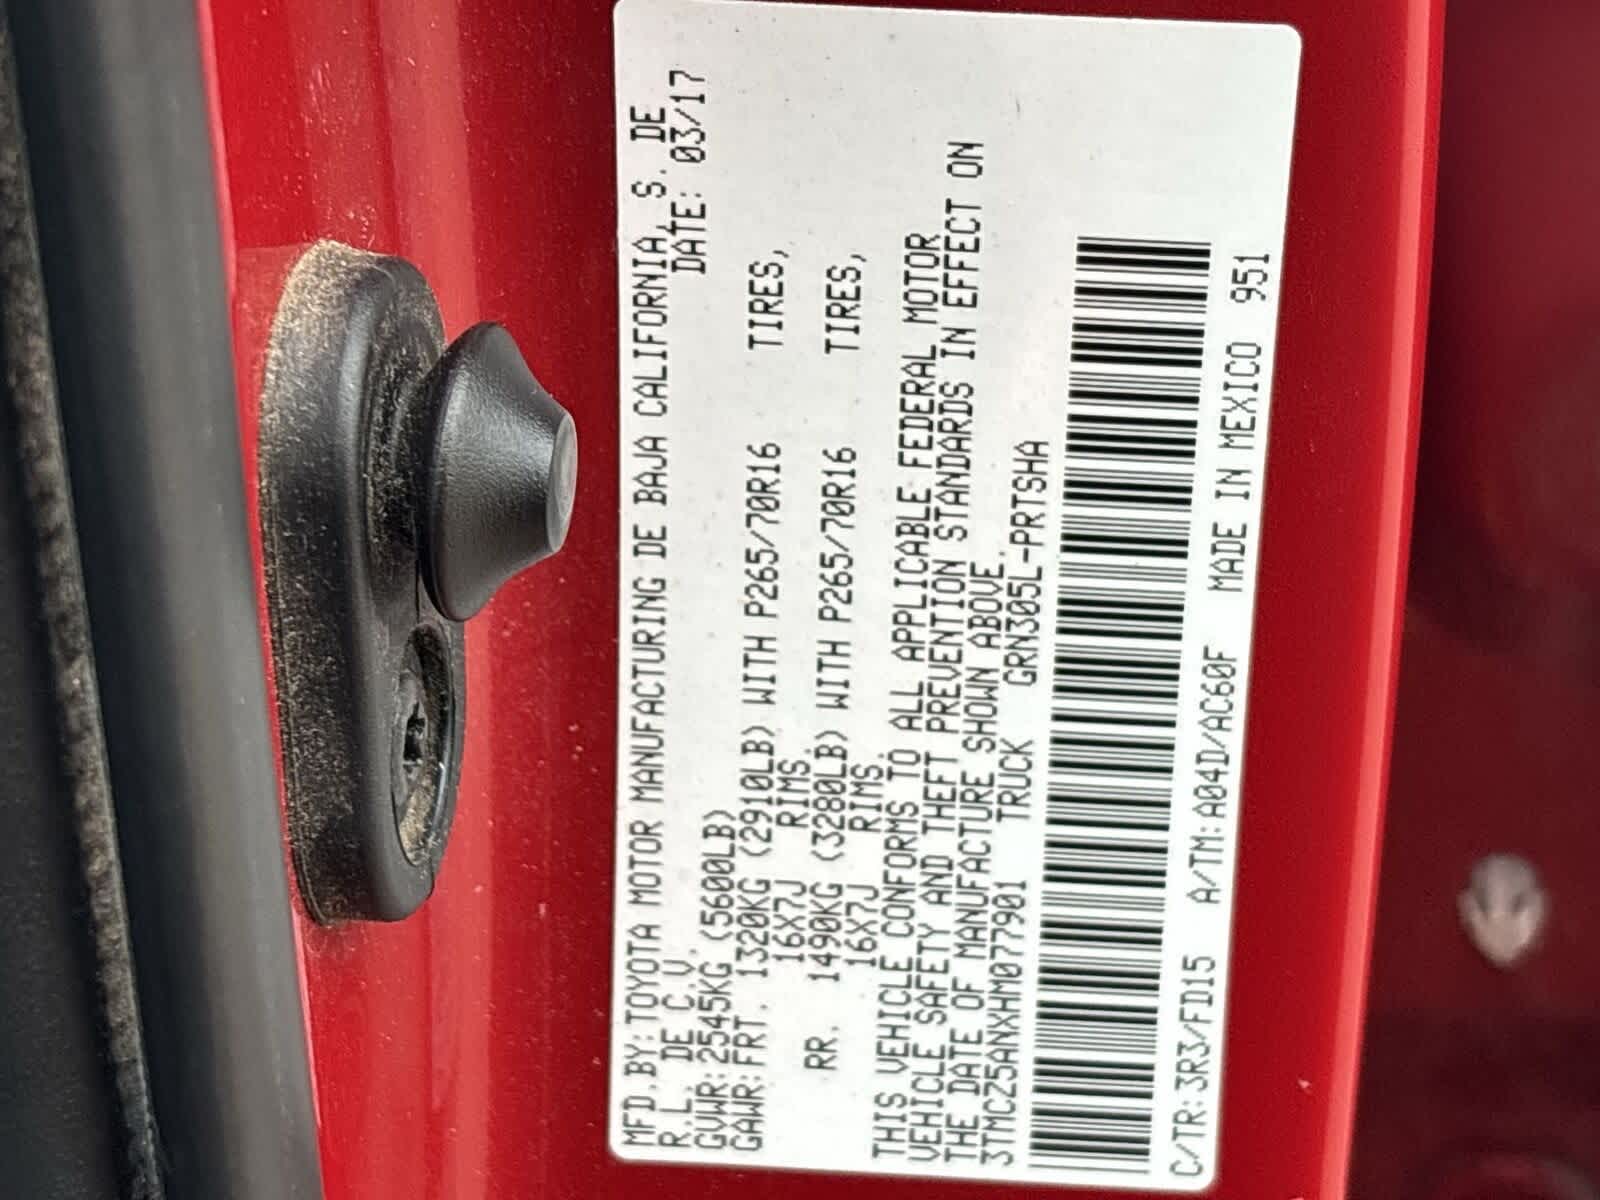 MFD.BY:TOYOTA MOTOR MANUFACTURING DE BAJA CALIFORNIA, S. DE
R.L. DE C.V. DATE: 03/17
GVWR:2545KG (5600LB)
GAWR:FRT. 1320KG (2910LB) WITH P265/70R16 TIRES,
16X7J RIMS.
RR. 1490KG (3280LB) WITH P265/70R16 TIRES,
16X7J RIMS.
THIS VEHICLE CONFORMS TO ALL APPLICABLE FEDERAL MOTOR
VEHICLE SAFETY AND THEFT PREVENTION STANDARDS IN EFFECT ON
THE DATE OF MANUFACTURE SHOWN ABOVE.
3TMCZ5ANXHM077901 TRUCK GRN305L-PRTSHA
C/TR:3R3/FD15 A/TM:A04D/AC60F MADE IN MEXICO 951